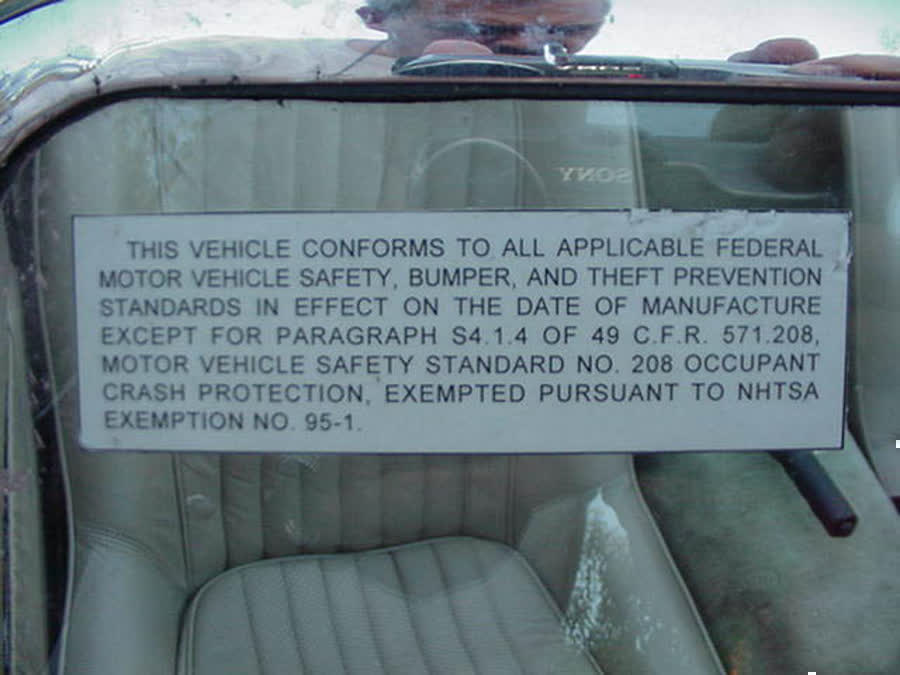 SONY
THIS VEHICLE CONFORMS TO ALL APPLICABLE FEDERAL
MOTOR VEHICLE SAFETY, BUMPER, AND THEFT PREVENTION
STANDARDS IN EFFECT ON THE DATE OF MANUFACTURE
EXCEPT FOR PARAGRAPH S4.1.4 OF 49 C.F.R. 571.208,
MOTOR VEHICLE SAFETY STANDARD NO. 208 OCCUPANT
CRASH PROTECTION, EXEMPTED PURSUANT TO NHTSA
EXEMPTION NO. 95-1.